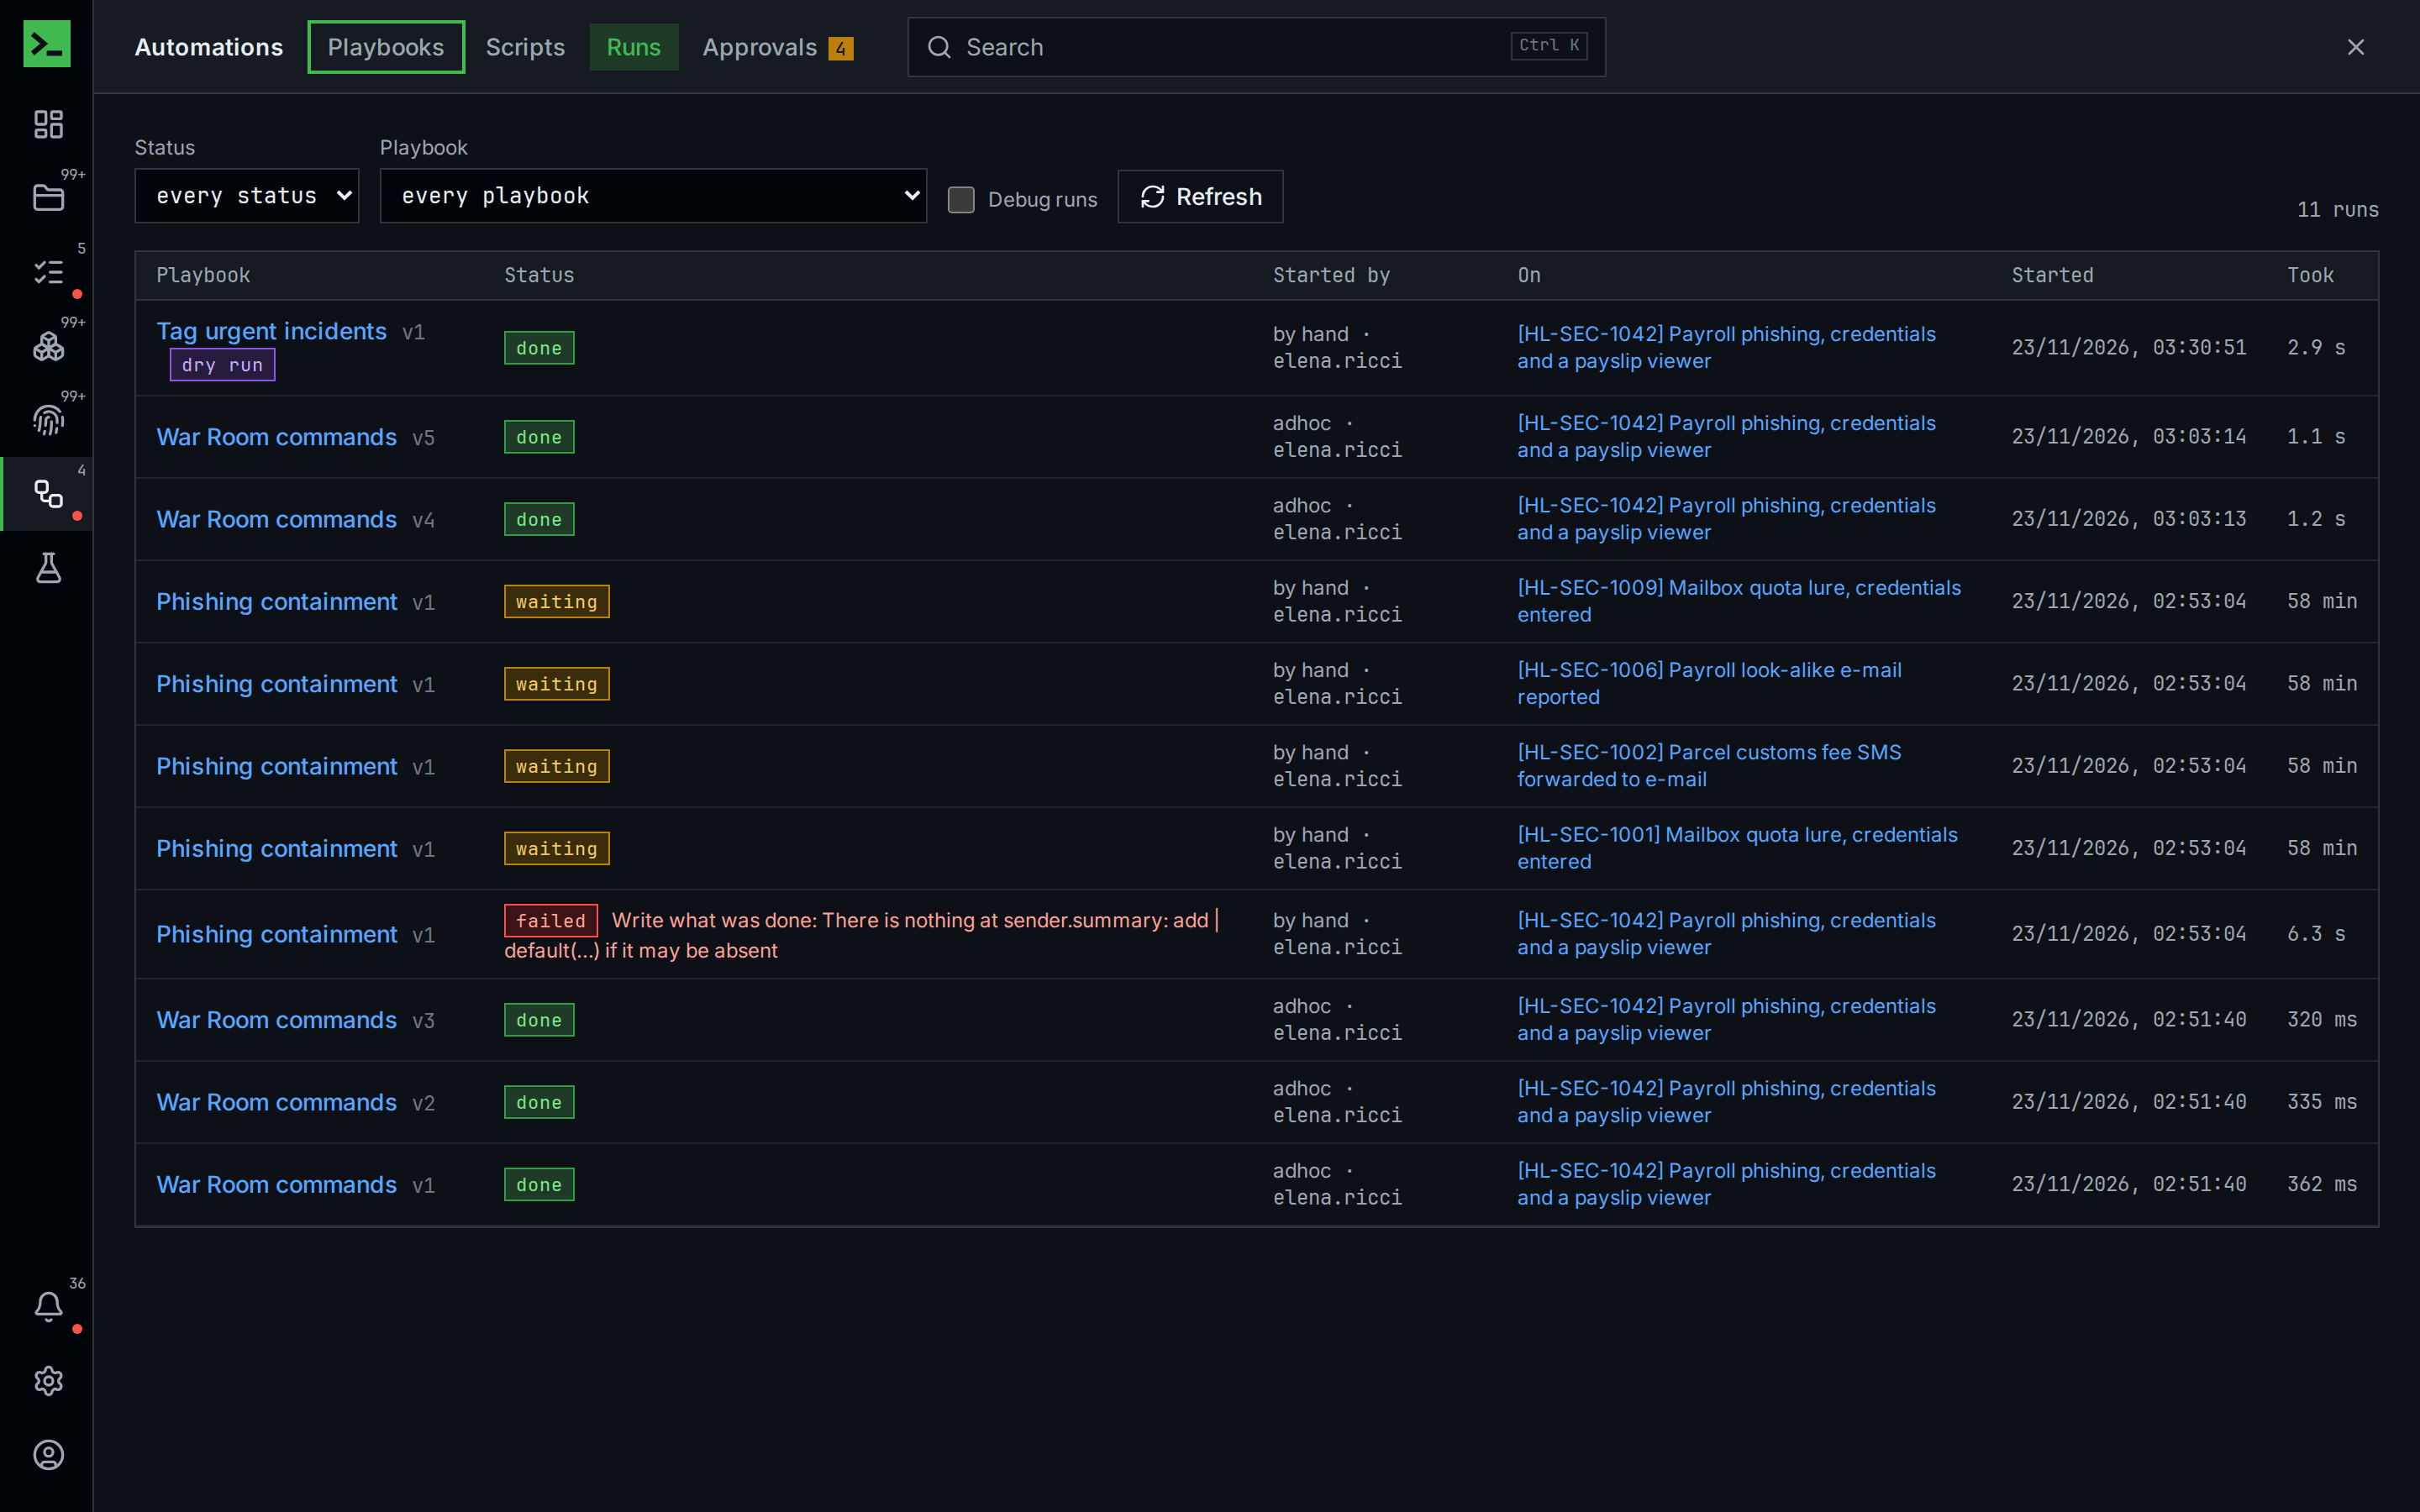 Automations Playbooks Scripts Runs Approvals 4 Search Ctrl K
99+
5
99+
99+
4
36
Status Playbook
every status every playbook Debug runs Refresh 11 runs
Playbook Status Started by On Started Took
Tag urgent incidents v1 dry run done by hand · elena.ricci [HL-SEC-1042] Payroll phishing, credentials and a payslip viewer 23/11/2026, 03:30:51 2.9 s
War Room commands v5 done adhoc · elena.ricci [HL-SEC-1042] Payroll phishing, credentials and a payslip viewer 23/11/2026, 03:03:14 1.1 s
War Room commands v4 done adhoc · elena.ricci [HL-SEC-1042] Payroll phishing, credentials and a payslip viewer 23/11/2026, 03:03:13 1.2 s
Phishing containment v1 waiting by hand · elena.ricci [HL-SEC-1009] Mailbox quota lure, credentials entered 23/11/2026, 02:53:04 58 min
Phishing containment v1 waiting by hand · elena.ricci [HL-SEC-1006] Payroll look-alike e-mail reported 23/11/2026, 02:53:04 58 min
Phishing containment v1 waiting by hand · elena.ricci [HL-SEC-1002] Parcel customs fee SMS forwarded to e-mail 23/11/2026, 02:53:04 58 min
Phishing containment v1 waiting by hand · elena.ricci [HL-SEC-1001] Mailbox quota lure, credentials entered 23/11/2026, 02:53:04 58 min
Phishing containment v1 failed Write what was done: There is nothing at sender.summary: add | default(...) if it may be absent by hand · elena.ricci [HL-SEC-1042] Payroll phishing, credentials and a payslip viewer 23/11/2026, 02:53:04 6.3 s
War Room commands v3 done adhoc · elena.ricci [HL-SEC-1042] Payroll phishing, credentials and a payslip viewer 23/11/2026, 02:51:40 320 ms
War Room commands v2 done adhoc · elena.ricci [HL-SEC-1042] Payroll phishing, credentials and a payslip viewer 23/11/2026, 02:51:40 335 ms
War Room commands v1 done adhoc · elena.ricci [HL-SEC-1042] Payroll phishing, credentials and a payslip viewer 23/11/2026, 02:51:40 362 ms